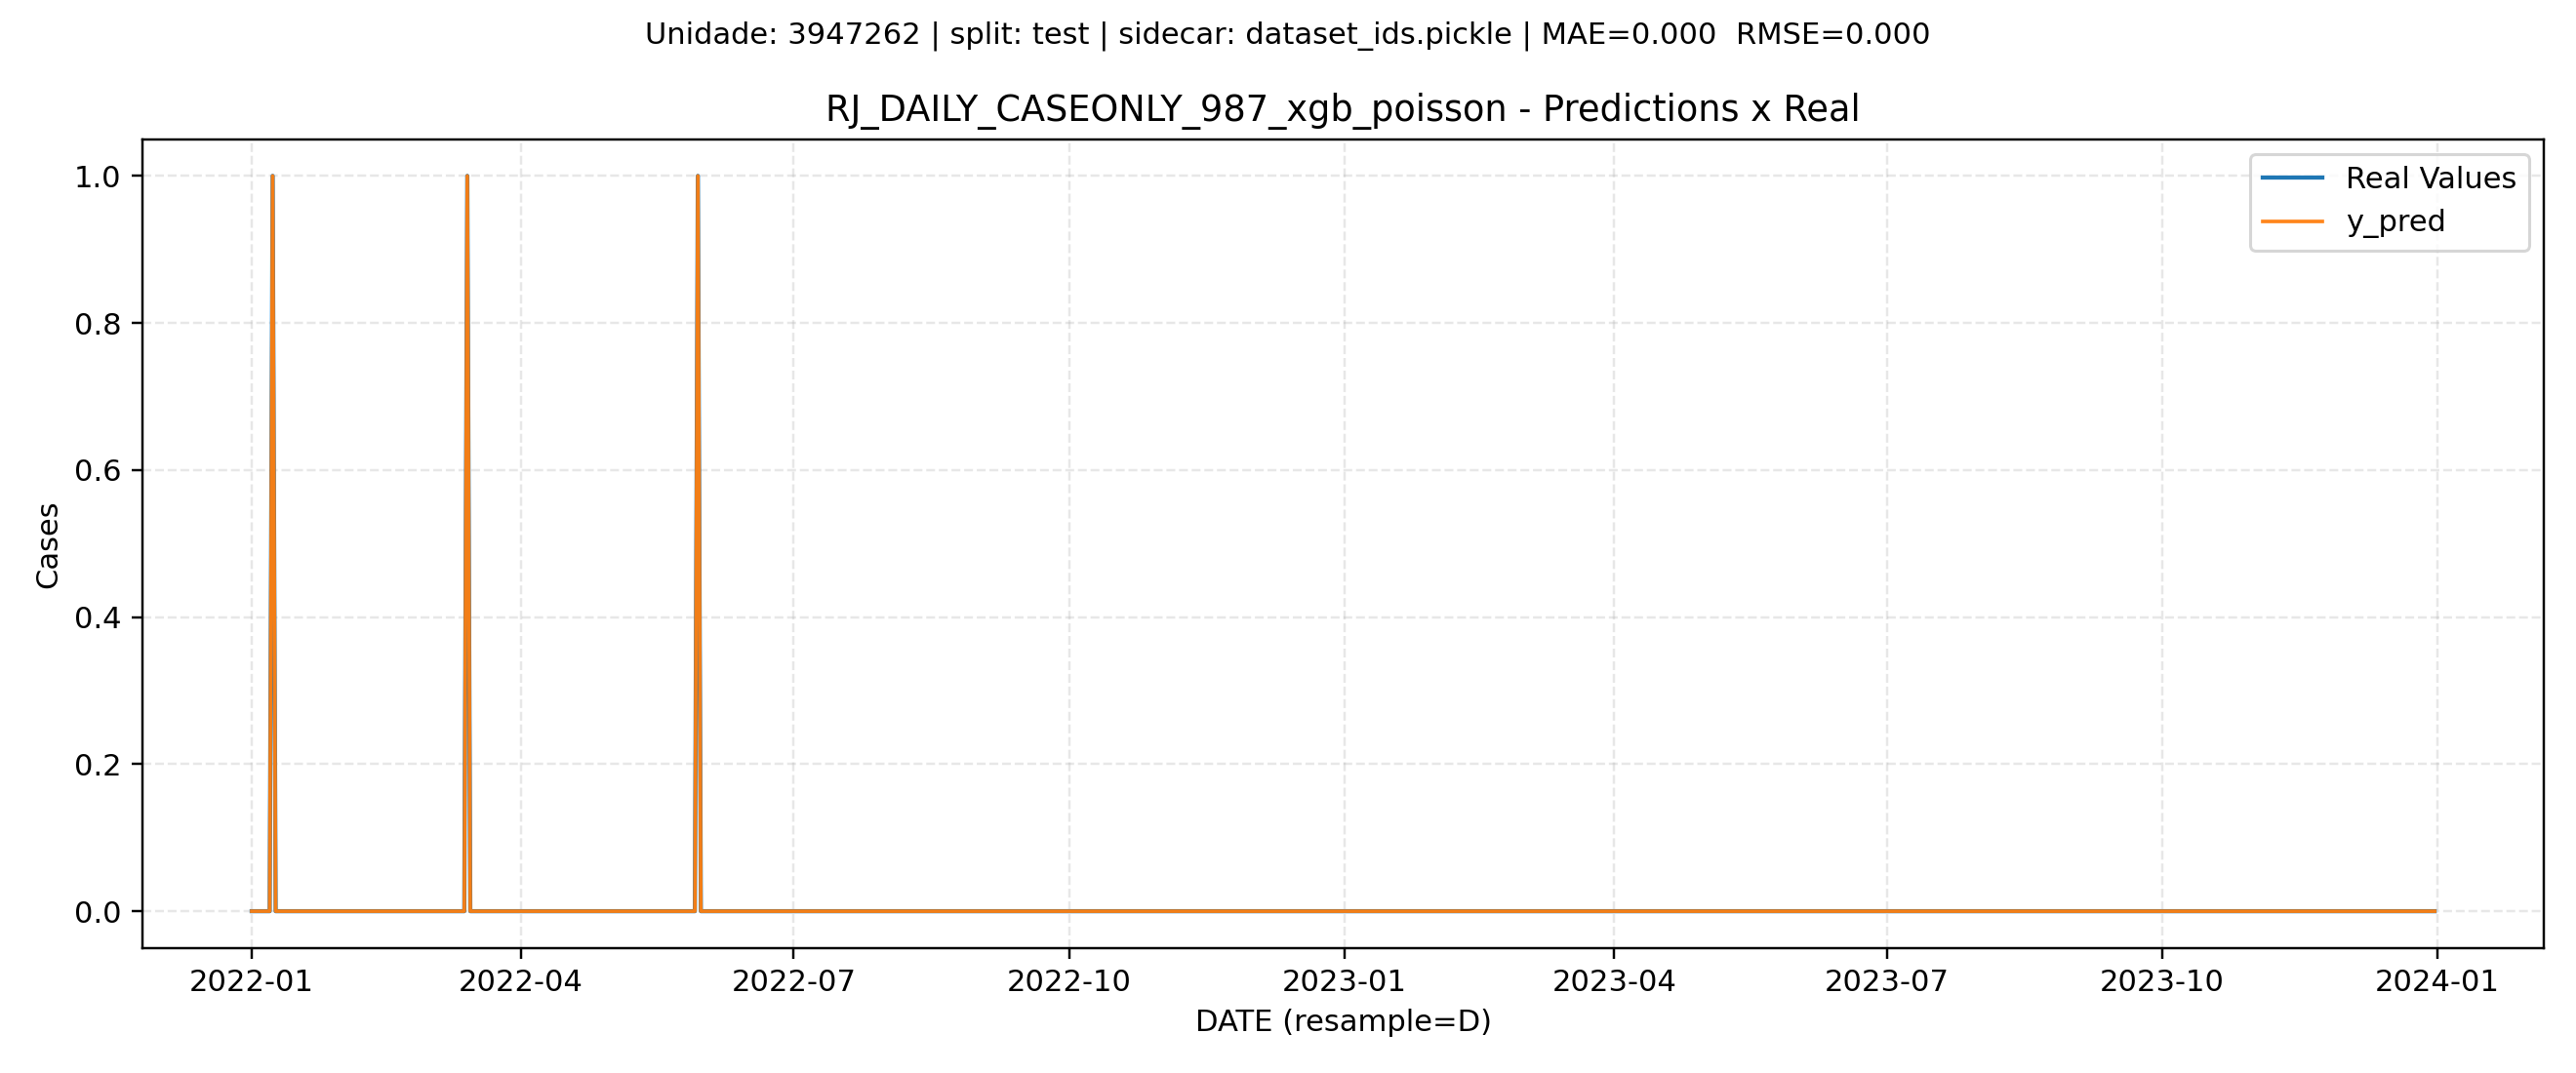 Unidade: 3947262 | split: test | sidecar: dataset_ids.pickle | MAE=0.000  RMSE=0.000
RJ_DAILY_CASEONLY_987_xgb_poisson - Predictions x Real
Real Values
y_pred
1.0
0.8
0.6
0.4
0.2
0.0
Cases
2022-01 2022-04 2022-07 2022-10 2023-01 2023-04 2023-07 2023-10 2024-01
DATE (resample=D)